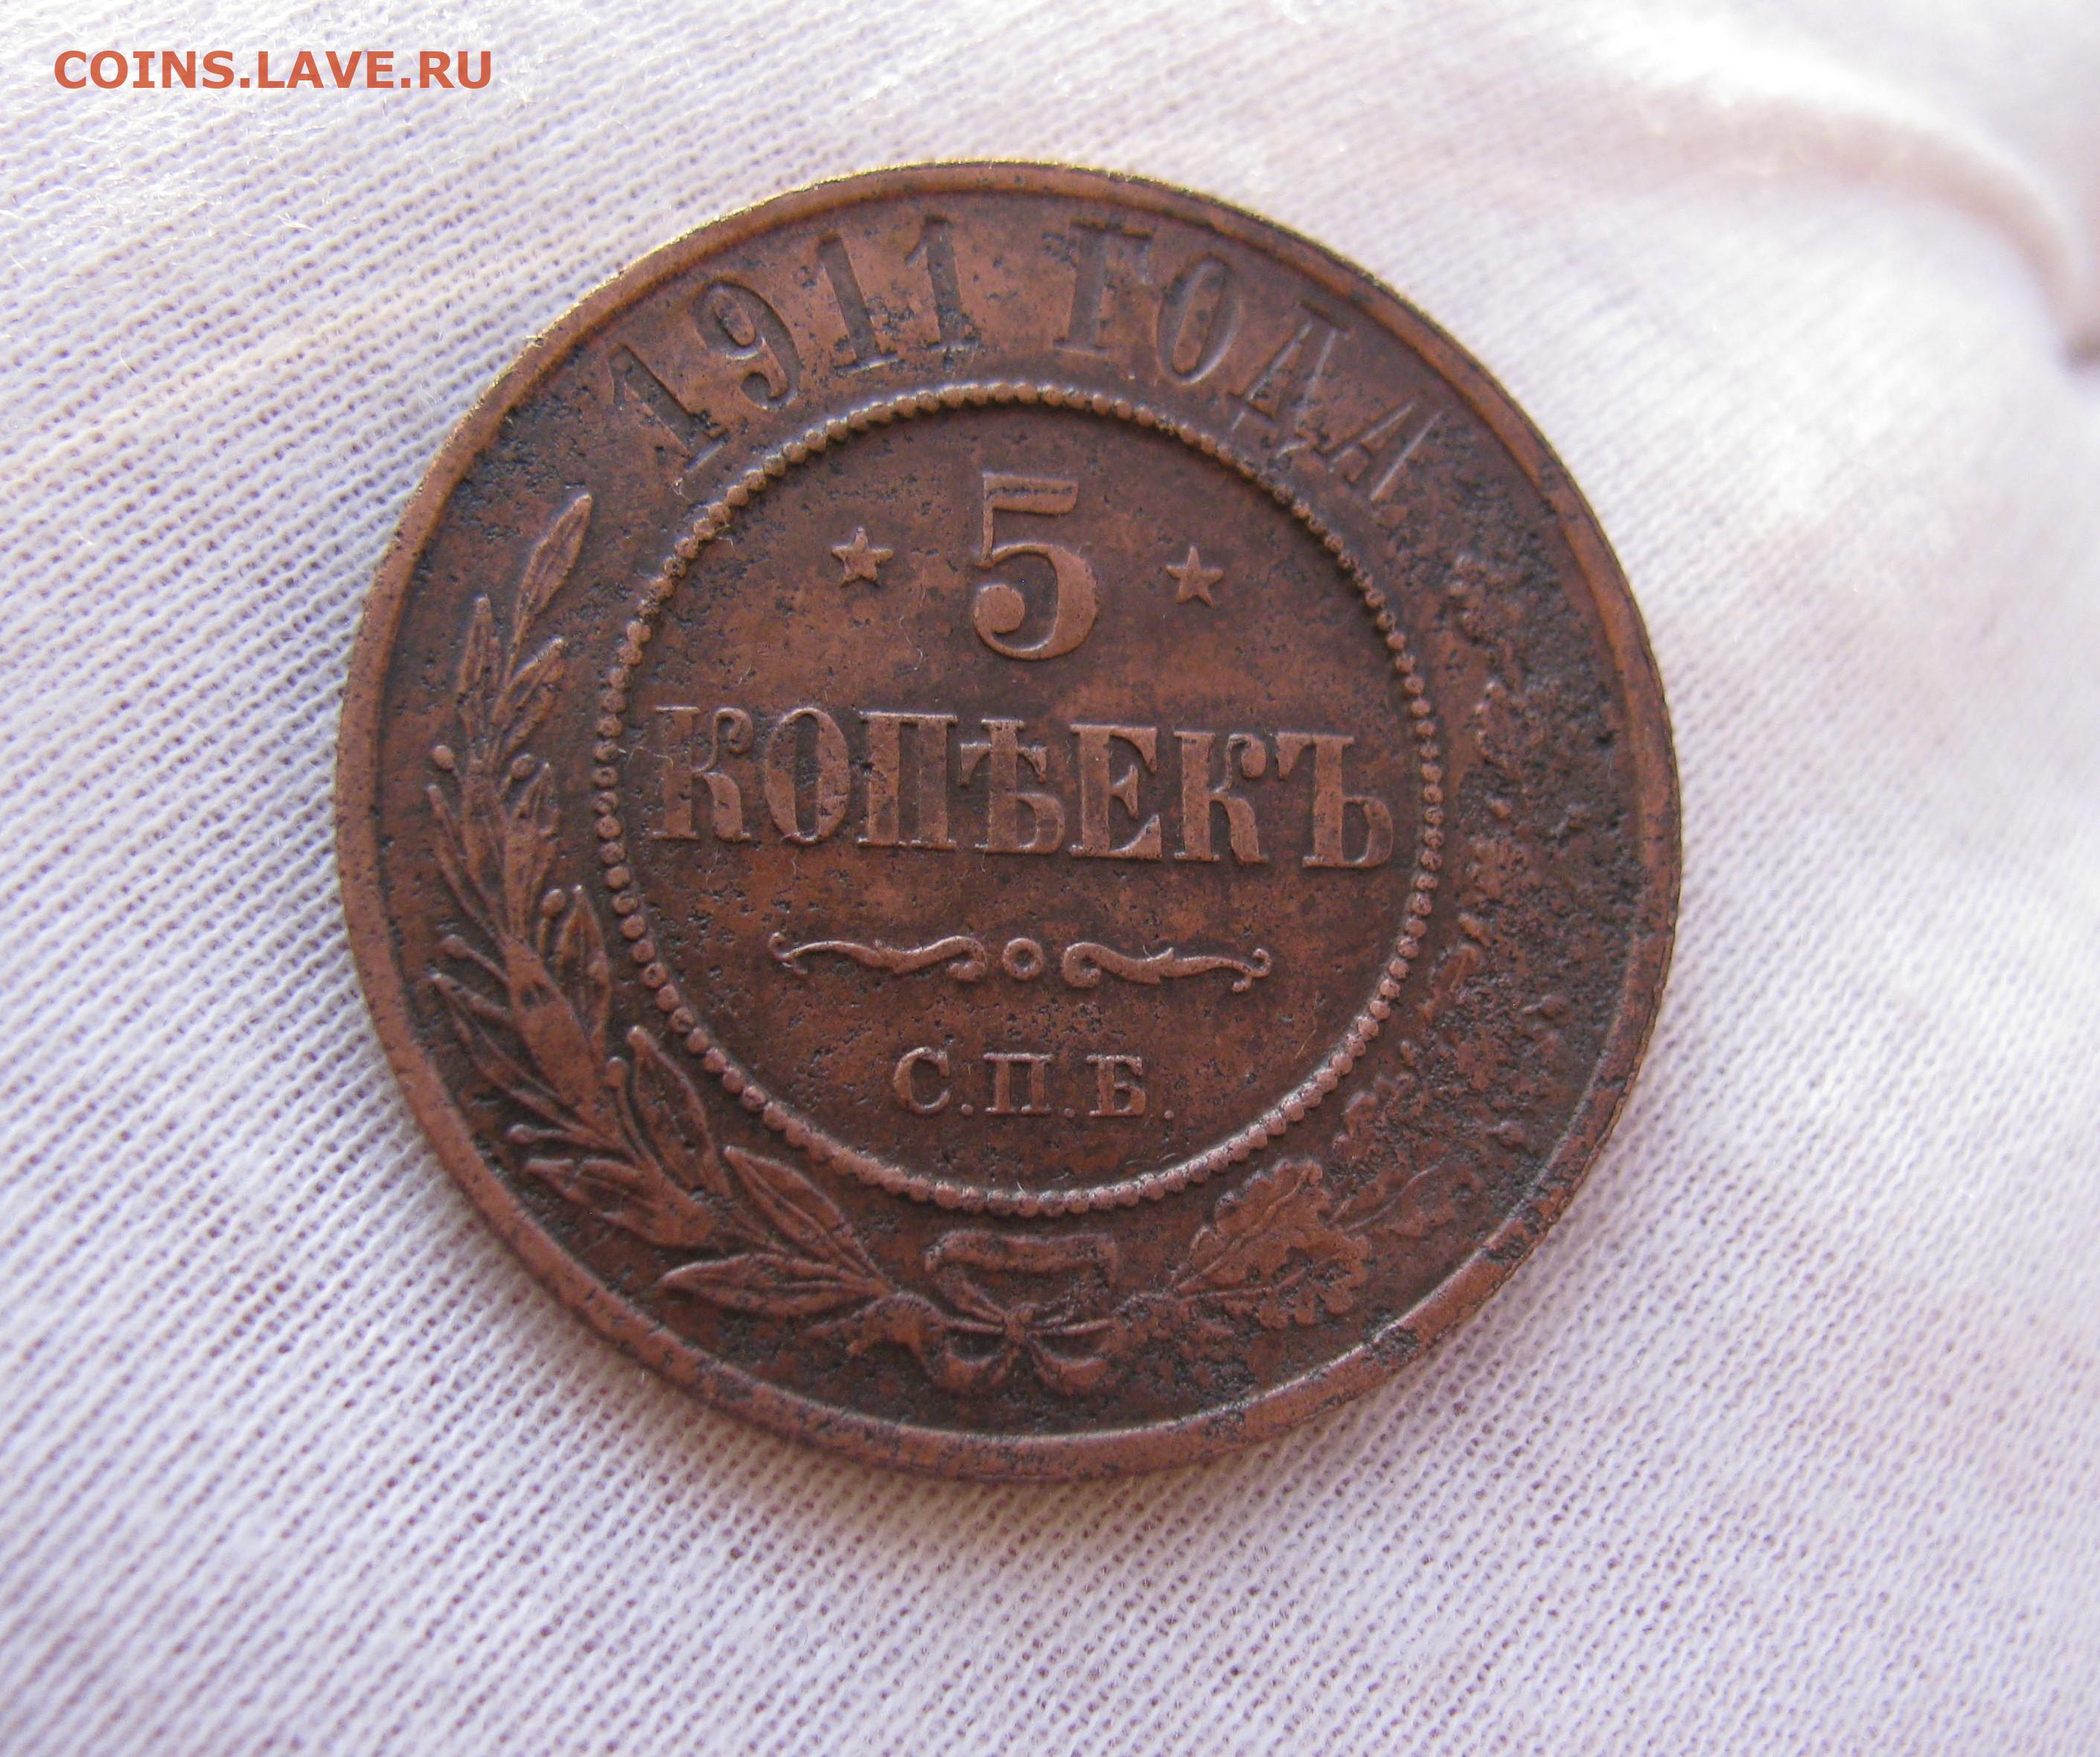 COINS.LAVE.RU
1911 ГОДА
5
КОПѢЕКЪ
С.П.Б.